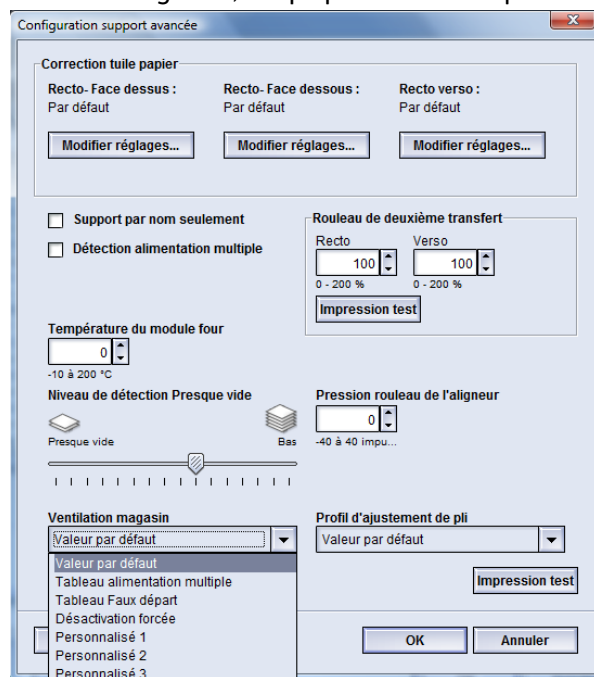 Configuration support avancée
Correction tuile papier
Recto- Face dessus :
Par défaut
Modifier réglages...
Recto- Face dessous :
Par défaut
Modifier réglages...
Recto verso :
Par défaut
Modifier réglages...
Support par nom seulement
Détection alimentation multiple
Rouleau de deuxième transfert
Recto
100
0 - 200 %
Verso
100
0 - 200 %
Impression test
Température du module four
0
-10 à 200 °C
Niveau de détection Presque vide
Presque vide
Bas
Pression rouleau de l'aligneur
0
-40 à 40 impu...
Ventilation magasin
Valeur par défaut
Valeur par défaut
Tableau alimentation multiple
Tableau Faux départ
Désactivation forcée
Personnalisé 1
Personnalisé 2
Personnalisé 3
Profil d'ajustement de pli
Valeur par défaut
Impression test
OK
Annuler